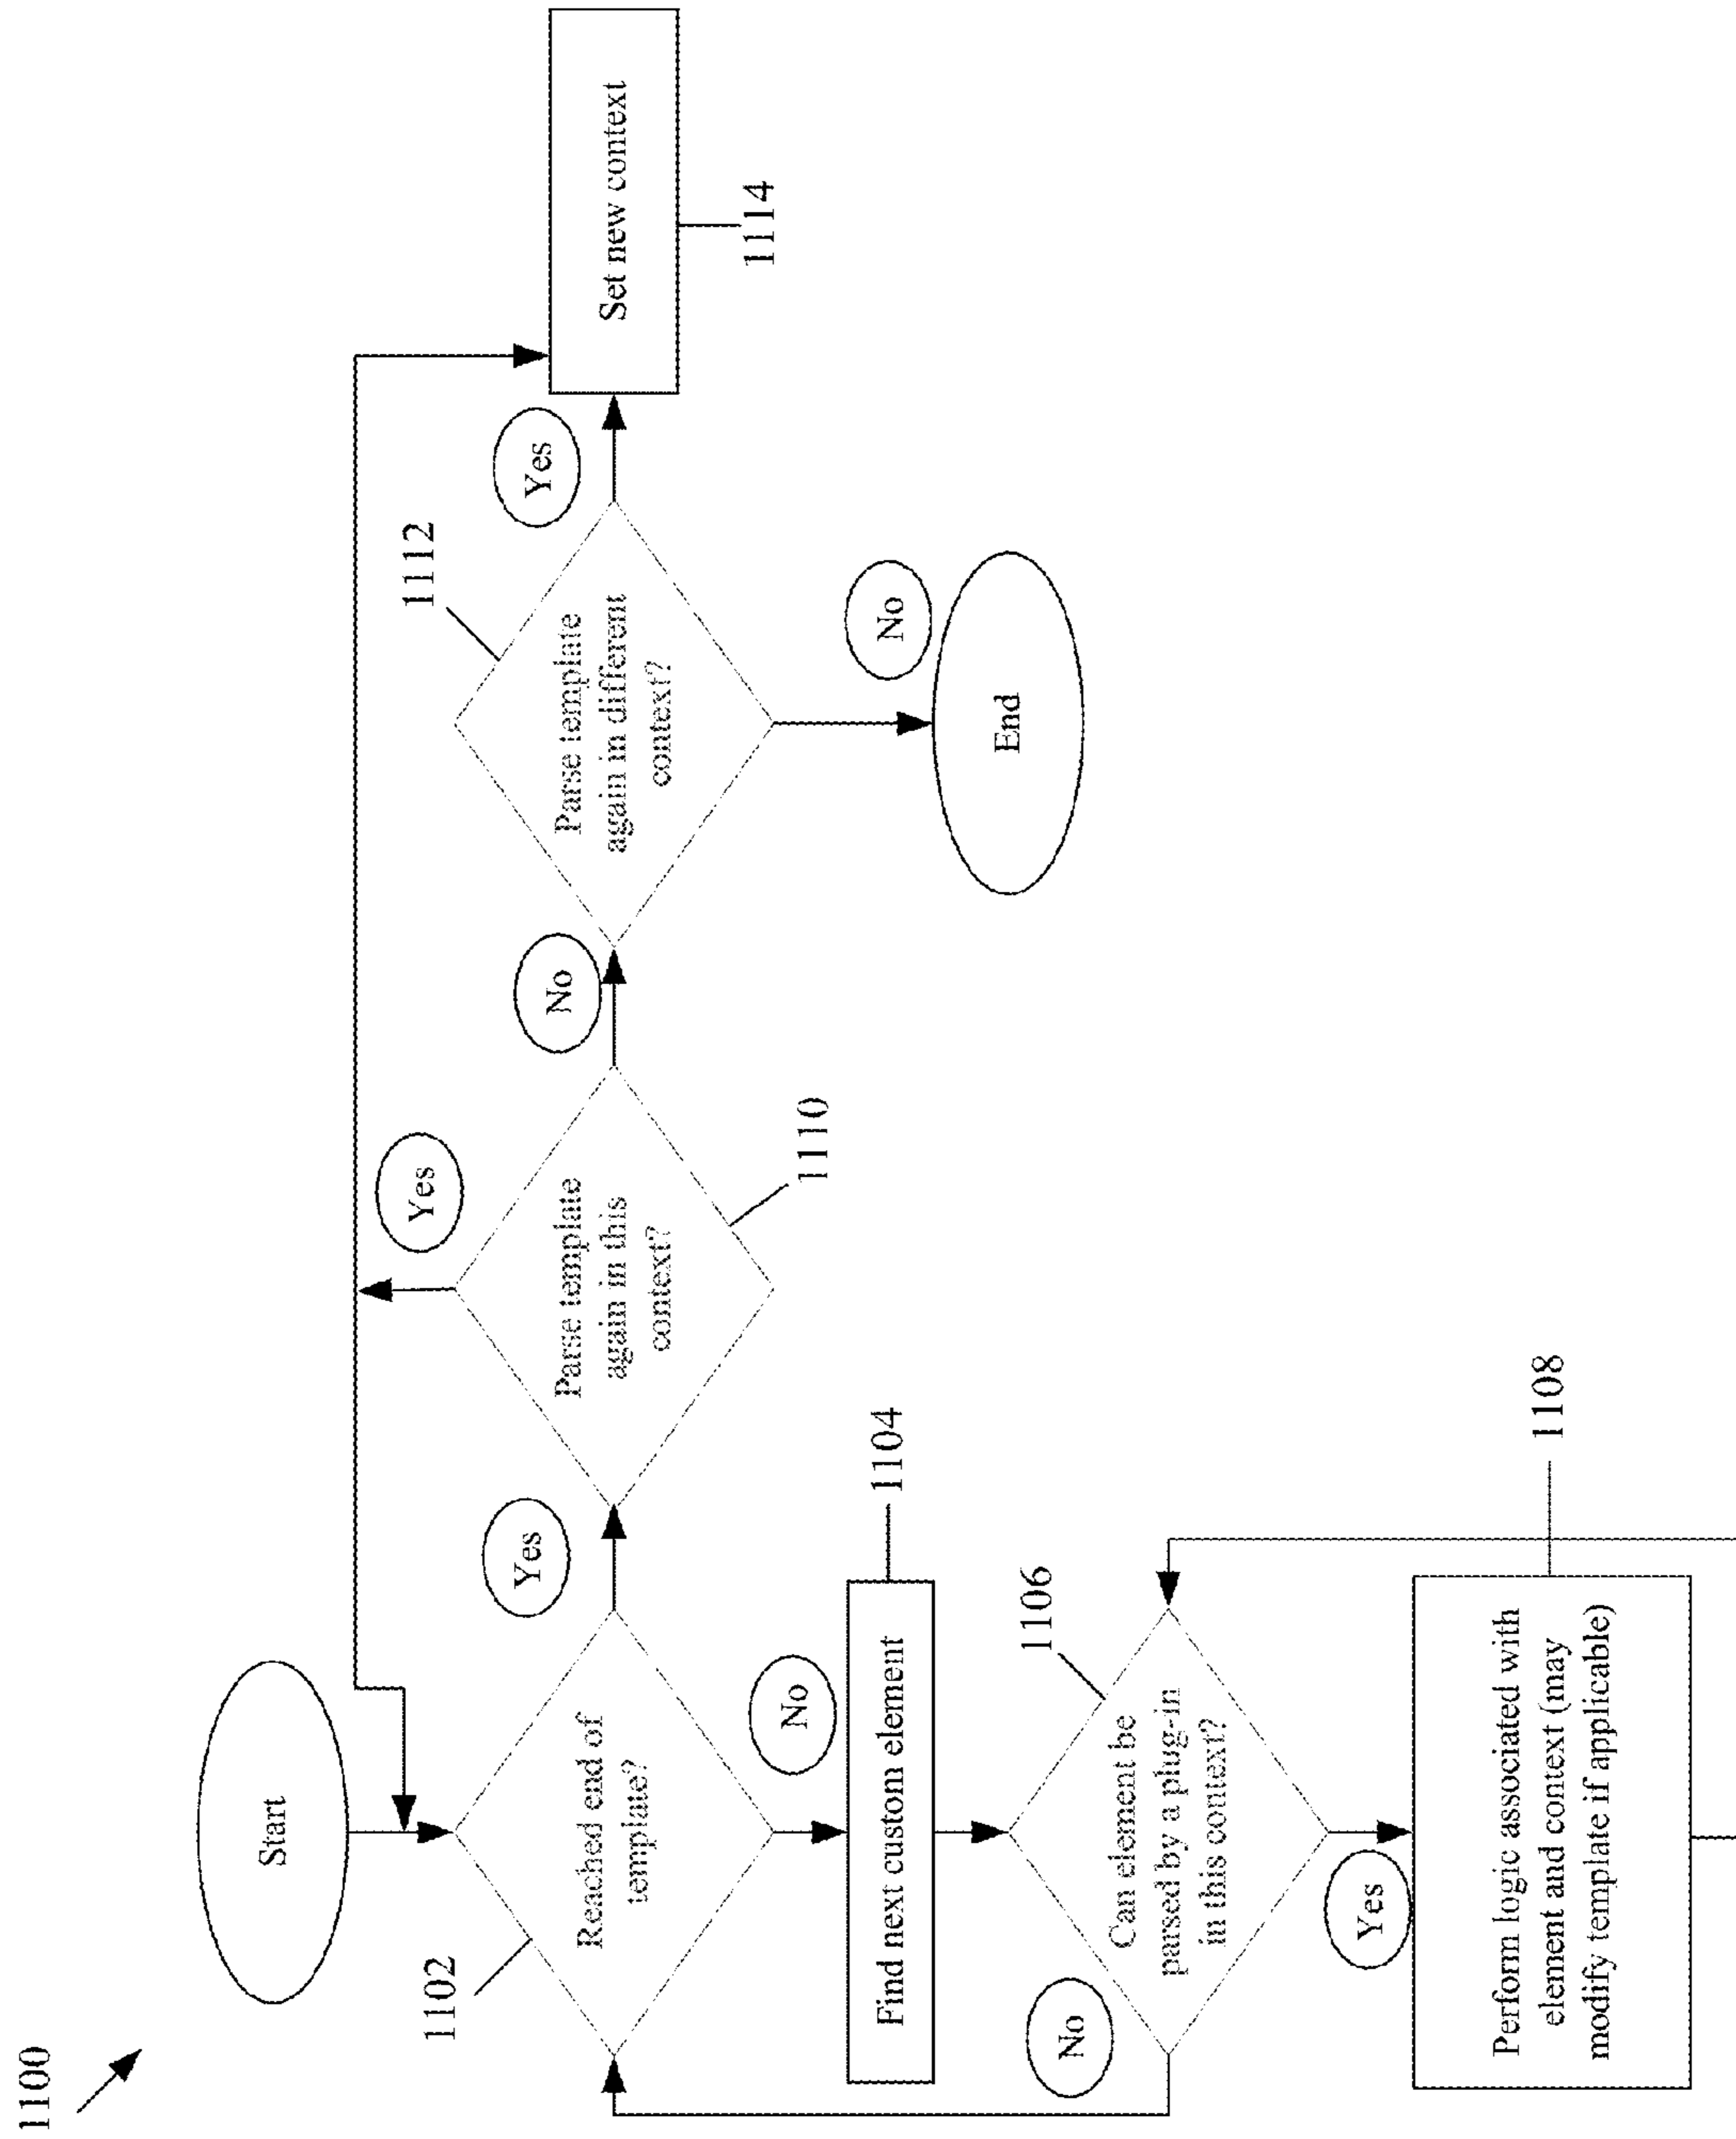 1100
Start
1102
Reached end of
template?
Yes
No
Find next custom element
1104
1106
Can element be
parsed by a plug-in
in this context?
No
Yes
Perform logic associated with
element and context (may
modify template if applicable)
1108
Parse template
again in this
context?
1110
Yes
No
1112
Parse template
again in different
context?
Yes
No
End
Set new context
1114